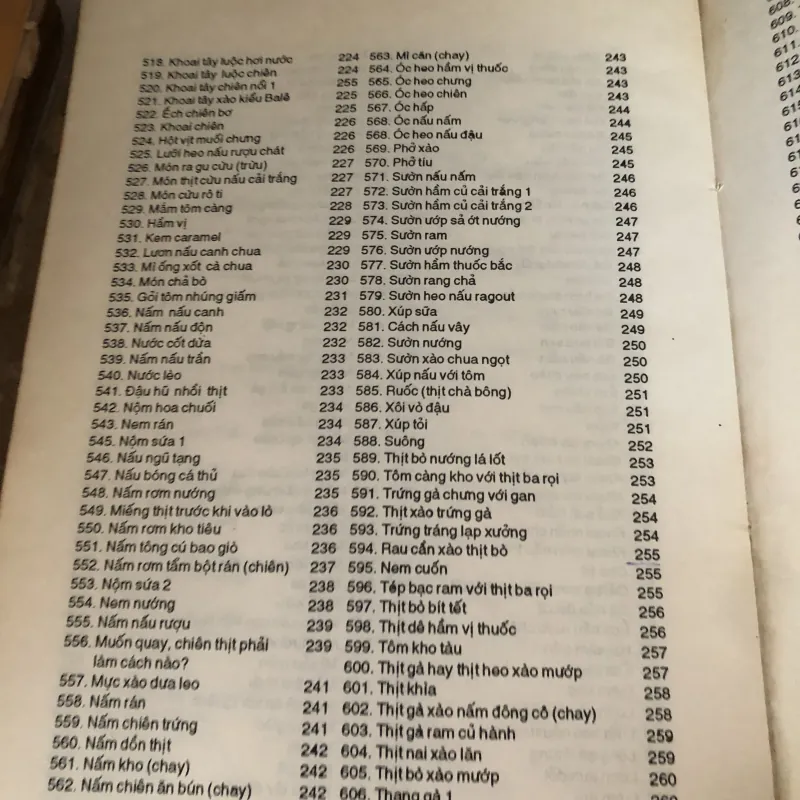 518. Khoai tây luộc hơi nước 224
519. Khoai tây luộc chiên 224
520. Khoai tây chiên nổi 1 255
521. Khoai tây xào kiểu Balê 225
522. Ếch chiên bơ 225
523. Khoai chiên 226
524. Hột vịt muối chưng 226
525. Lưỡi heo nấu rượu chát 226
526. Món ra gu cừu (trừu) 227
527. Món thịt cừu nấu cải trắng 227
528. Món cừu rô ti 227
529. Mắm tôm càng 228
530. Hầm vị 229
531. Kem caramel 229
532. Lươn nấu canh chua 229
533. Mì ống xốt cà chua 230
534. Món chả bò 230
535. Gỏi tôm nhúng giấm 231
536. Nấm nấu canh 232
537. Nấm nấu độn 232
538. Nước cốt dừa 232
539. Nấm nấu trần 233
540. Nước lèo 233
541. Đậu hũ nhồi thịt 233
542. Nộm hoa chuối 234
543. Nem rán 234
545. Nộm sứa 1 234
546. Nấu ngũ tạng 235
547. Nấu bóng cá thủ 235
548. Nấm rơm nướng 235
549. Miếng thịt trước khi vào lò 236
550. Nấm rơm kho tiêu 236
551. Nấm tông cú bao giò 236
552. Nấm rơm tẩm bột rán (chiên) 237
553. Nộm sứa 2 238
554. Nem nướng 238
555. Nấm nấu rượu 239
556. Muốn quay, chiên thịt phải 239
làm cách nào?
557. Mực xào dưa leo 241
558. Nấm rán 241
559. Nấm chiên trứng 241
560. Nấm dồn thịt 242
561. Nấm kho (chay) 242
562. Nấm chiên ăn bún (chay) 242
563. Mì căn (chay) 243
564. Óc heo hầm vị thuốc 243
565. Óc heo chưng 243
566. Óc heo chiên 243
567. Óc hấp 244
568. Óc nấu nấm 244
568. Óc heo nấu đậu 245
569. Phở xào 245
570. Phở tíu 245
571. Sườn nấu nấm 246
572. Sườn hầm củ cải trắng 1 246
573. Sườn hầm củ cải trắng 2 246
574. Sườn ướp sả ớt nướng 247
575. Sườn ram 247
576. Sườn ướp nướng 247
577. Sườn hầm thuốc bắc 248
578. Sườn rang chả 248
579. Sườn heo nấu ragout 248
580. Xúp sữa 249
581. Cách nấu vây 249
582. Sườn nướng 250
583. Sườn xào chua ngọt 250
584. Xúp nấu với tôm 250
585. Ruốc (thịt chà bông) 251
586. Xôi vò đậu 251
587. Xúp tỏi 251
588. Suông 252
589. Thịt bò nướng lá lốt 253
590. Tôm càng kho với thịt ba rọi 253
591. Trứng gà chưng với gan 254
592. Thịt xào trứng gà 254
593. Trứng tráng lạp xưởng 254
594. Rau cần xào thịt bò 255
595. Nem cuốn 255
596. Tép bạc ram với thịt ba rọi 255
597. Thịt bò bít tết 256
598. Thịt dê hầm vị thuốc 256
599. Tôm kho tàu 257
600. Thịt gà hay thịt heo xào mướp 257
601. Thịt khìa 258
602. Thịt gà xào nấm đông cô (chay) 258
603. Thịt gà ram củ hành 259
604. Thịt nai xào lăn 259
605. Thịt bò xào mướp 260
606. Thang gà 1
608.
609.
610.
611.
612
613
614